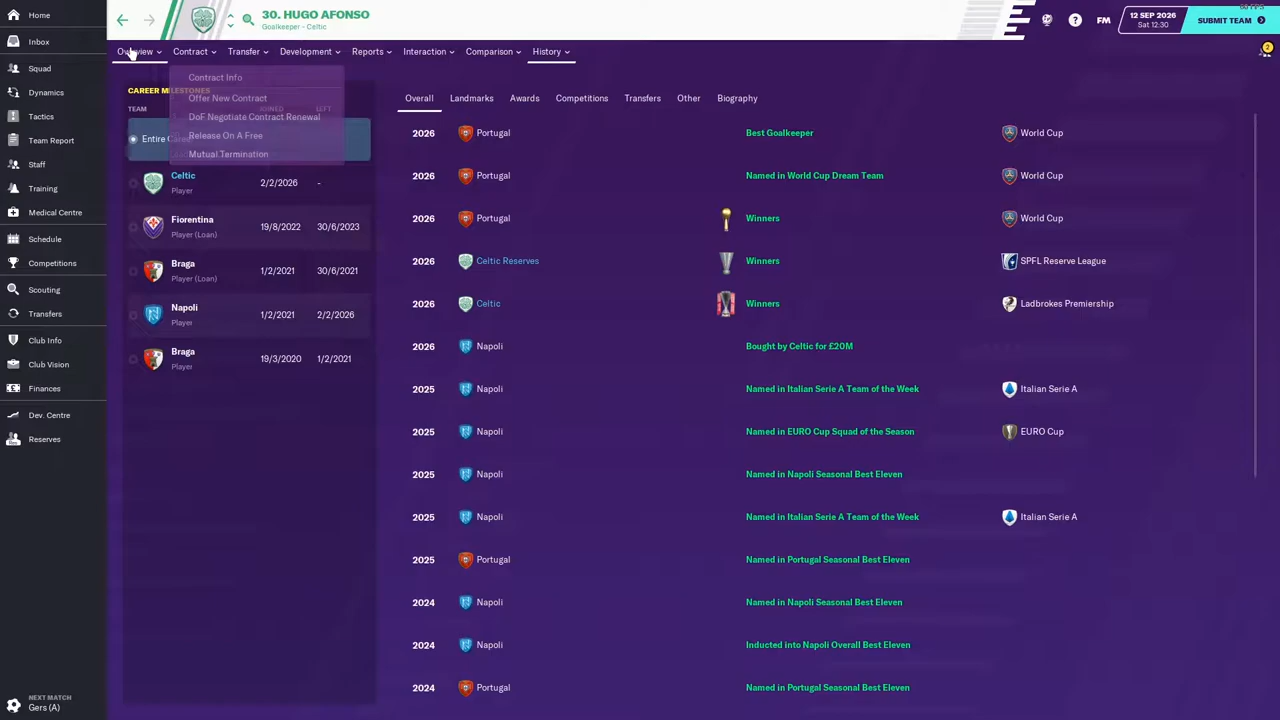 30. HUGO AFONSO
Goalkeeper - Celtic
60 FPS
FM
12 SEP 2026
Sat 12:30
SUBMIT TEAM
2
Home
Inbox
Squad
Dynamics
Tactics
Team Report
Staff
Training
Medical Centre
Schedule
Competitions
Scouting
Transfers
Club Info
Club Vision
Finances
Dev. Centre
Reserves
NEXT MATCH
Gers (A)
Overview
Contract
Transfer
Development
Reports
Interaction
Comparison
History
Contract Info
Offer New Contract
DoF Negotiate Contract Renewal
Release On A Free
Mutual Termination
CAREER MILESTONES
TEAM JOINED LEFT
Entire Career
Celtic 2/2/2026 -
Player
Fiorentina 19/8/2022 30/6/2023
Player (Loan)
Braga 1/2/2021 30/6/2021
Player (Loan)
Napoli 1/2/2021 2/2/2026
Player
Braga 19/3/2020 1/2/2021
Player
Overall Landmarks Awards Competitions Transfers Other Biography
2026 Portugal Best Goalkeeper World Cup
2026 Portugal Named in World Cup Dream Team World Cup
2026 Portugal Winners World Cup
2026 Celtic Reserves Winners SPFL Reserve League
2026 Celtic Winners Ladbrokes Premiership
2026 Napoli Bought by Celtic for £20M
2025 Napoli Named in Italian Serie A Team of the Week Italian Serie A
2025 Napoli Named in EURO Cup Squad of the Season EURO Cup
2025 Napoli Named in Napoli Seasonal Best Eleven
2025 Napoli Named in Italian Serie A Team of the Week Italian Serie A
2025 Portugal Named in Portugal Seasonal Best Eleven
2024 Napoli Named in Napoli Seasonal Best Eleven
2024 Napoli Inducted into Napoli Overall Best Eleven
2024 Portugal Named in Portugal Seasonal Best Eleven